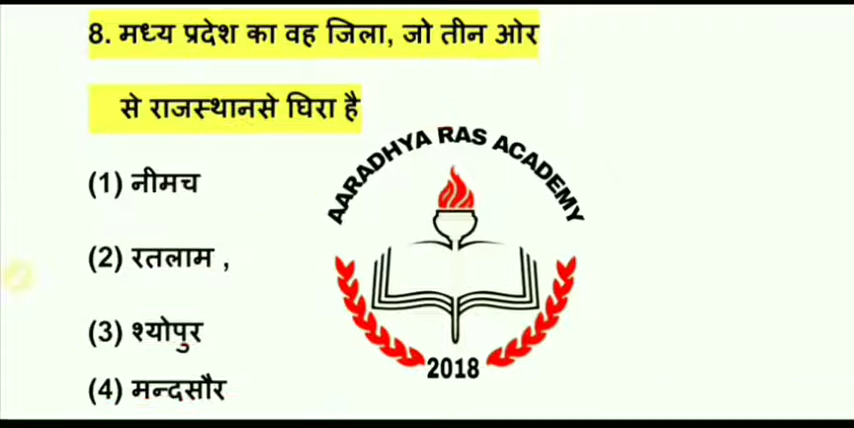 8. मध्य प्रदेश का वह जिला, जो तीन ओर
से राजस्थानसे घिरा है
AARADHYA RAS ACADEMY
(1) नीमच
(2) रतलाम ,
(3) श्योपुर
2018
(4) मन्दसौर